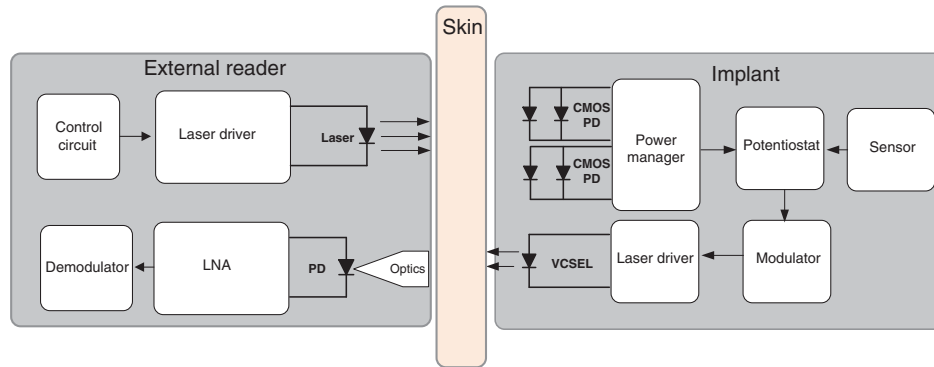 Skin
External reader
Control
circuit
Laser driver
Laser
Demodulator
LNA
PD
Optics
Implant
CMOS
PD
CMOS
PD
Power
manager
Potentiostat
Sensor
VCSEL
Laser driver
Modulator